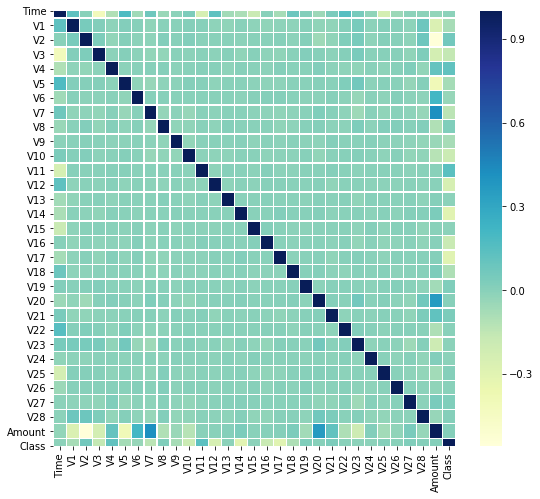 Time
V1
V2
V3
V4
V5
V6
V7
V8
V9
V10
V11
V12
V13
V14
V15
V16
V17
V18
V19
V20
V21
V22
V23
V24
V25
V26
V27
V28
Amount
Class
Time
V1
V2
V3
V4
V5
V6
V7
V8
V9
V10
V11
V12
V13
V14
V15
V16
V17
V18
V19
V20
V21
V22
V23
V24
V25
V26
V27
V28
Amount
Class
0.9
0.6
0.3
0.0
−0.3